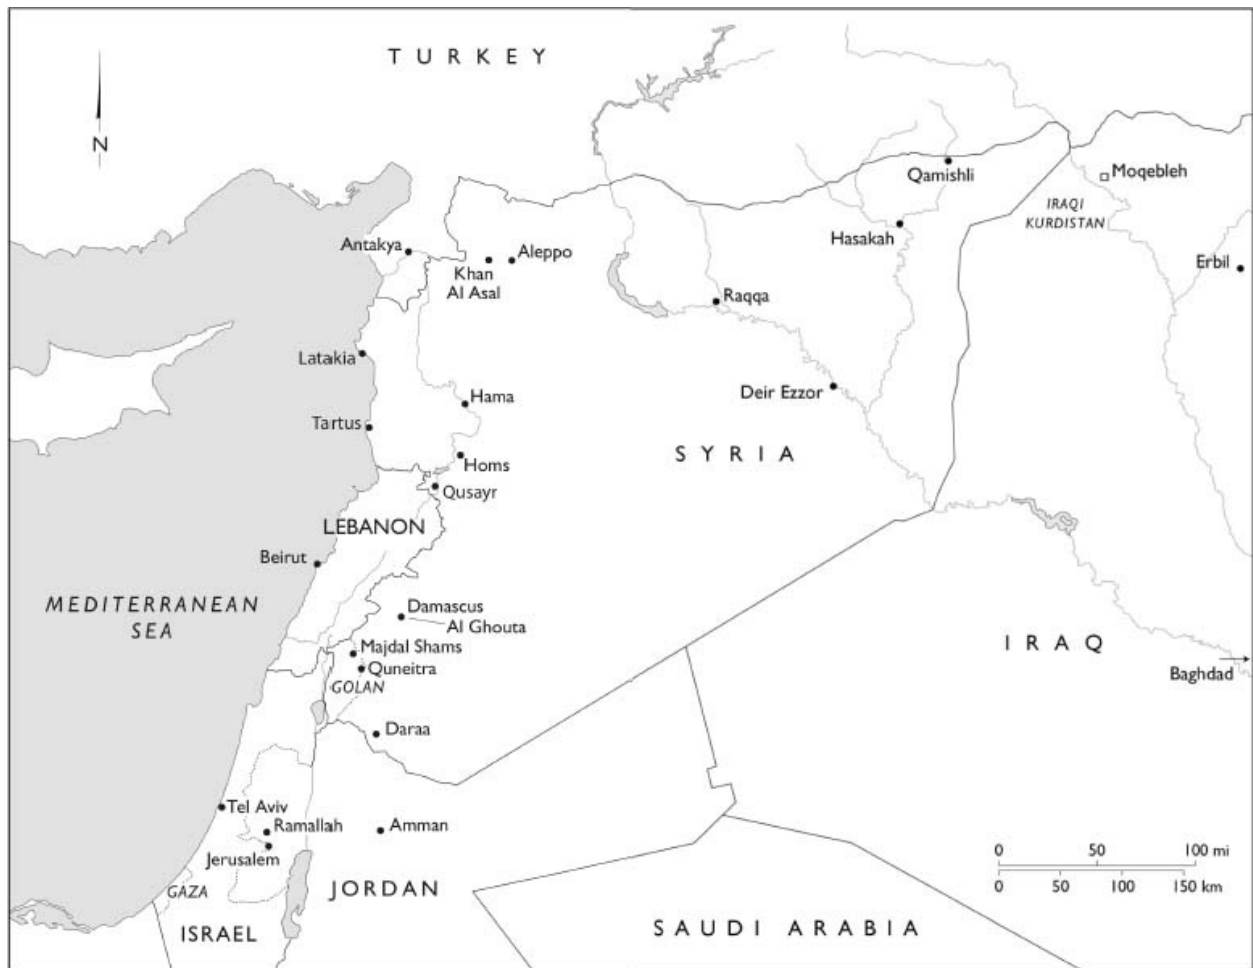 TURKEY
N
Qamishli
Moqebleh
IRAQI
KURDISTAN
Antakya
Khan
Al Asal
Aleppo
Hasakah
Erbil
Raqqa
Latakia
Hama
Deir Ezzor
Tartus
SYRIA
Homs
Qusayr
LEBANON
Beirut
MEDITERRANEAN
SEA
Damascus
Al Ghouta
Majdal Shams
Quneitra
GOLAN
IRAQ
Baghdad
Daraa
Tel Aviv
Ramallah
Amman
Jerusalem
GAZA
JORDAN
ISRAEL
SAUDI ARABIA
0 50 100 mi
0 50 100 150 km